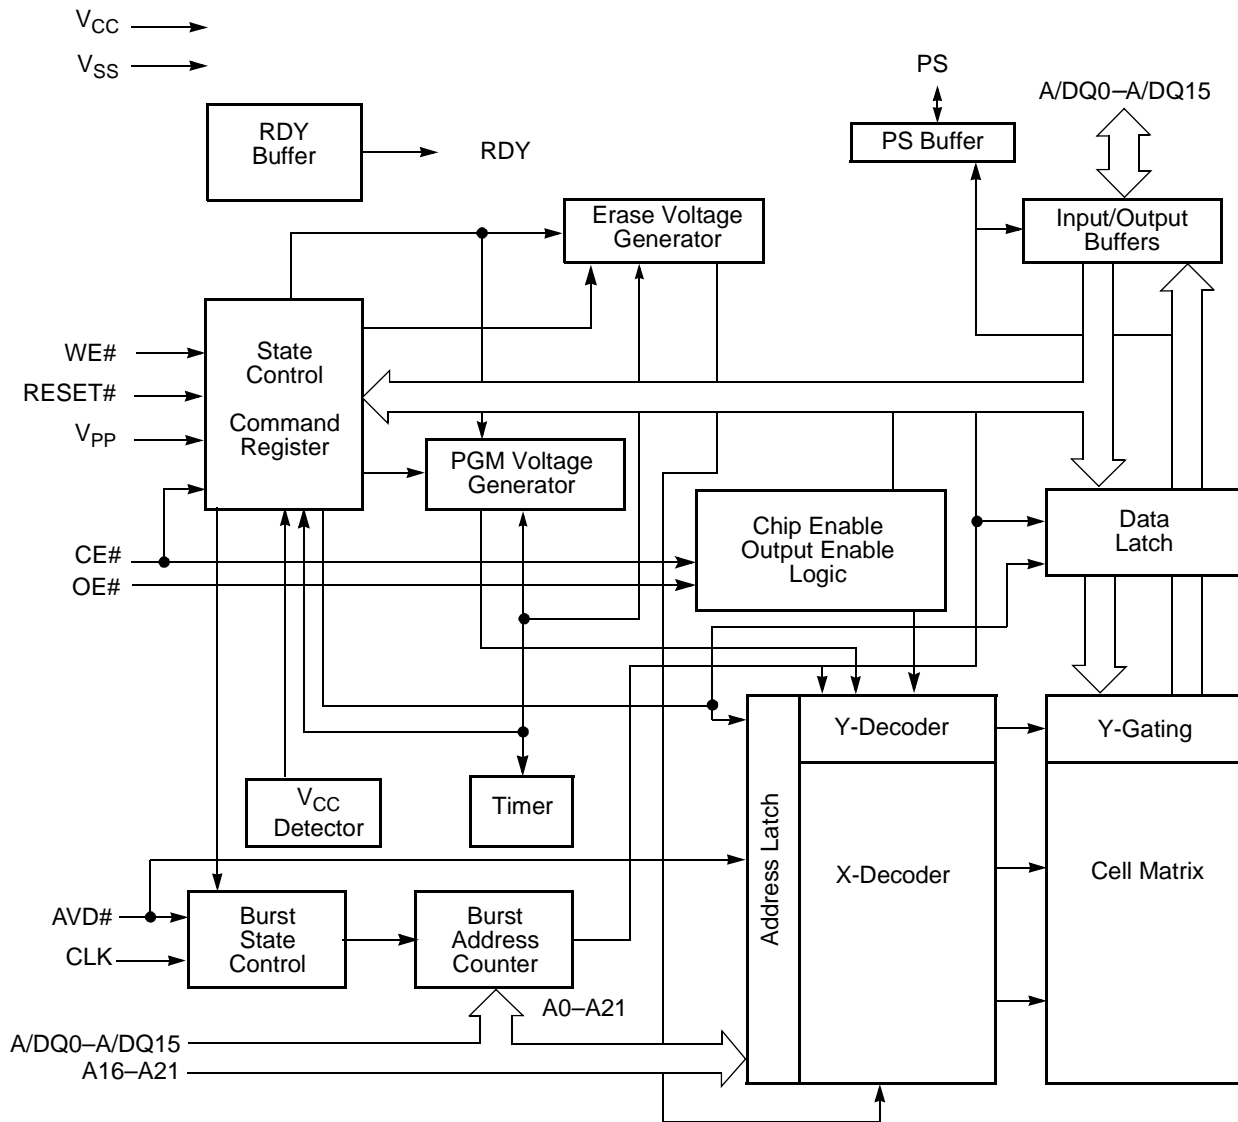 VCC
VSS
PS
A/DQ0–A/DQ15
RDY
Buffer
RDY
PS Buffer
Erase Voltage
Generator
Input/Output
Buffers
WE#
RESET#
VPP
State
Control
Command
Register
PGM Voltage
Generator
CE#
OE#
Chip Enable
Output Enable
Logic
Data
Latch
Y-Decoder
Y-Gating
VCC
Detector
Timer
Address Latch
X-Decoder
Cell Matrix
AVD#
CLK
Burst
State
Control
Burst
Address
Counter
A0–A21
A/DQ0–A/DQ15
A16–A21